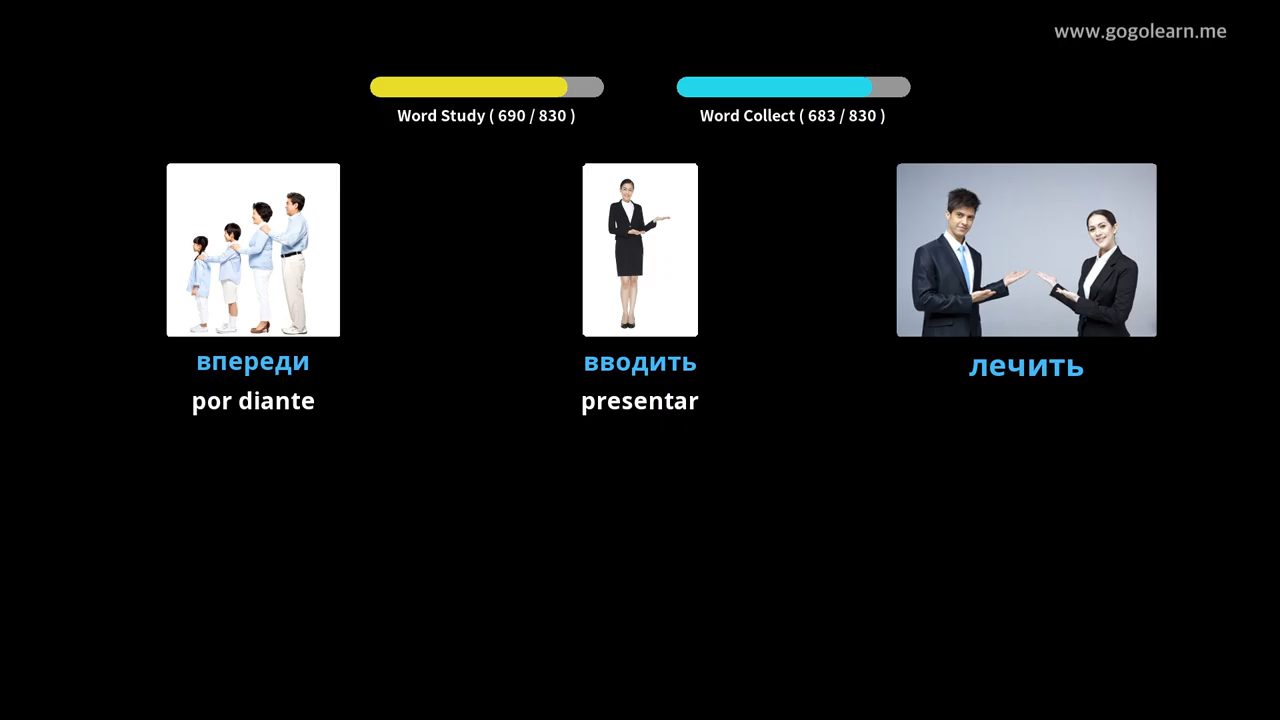 www.gogolearn.me
Word Study ( 690 / 830 )
Word Collect ( 683 / 830 )
впереди
por diante
вводить
presentar
лечить